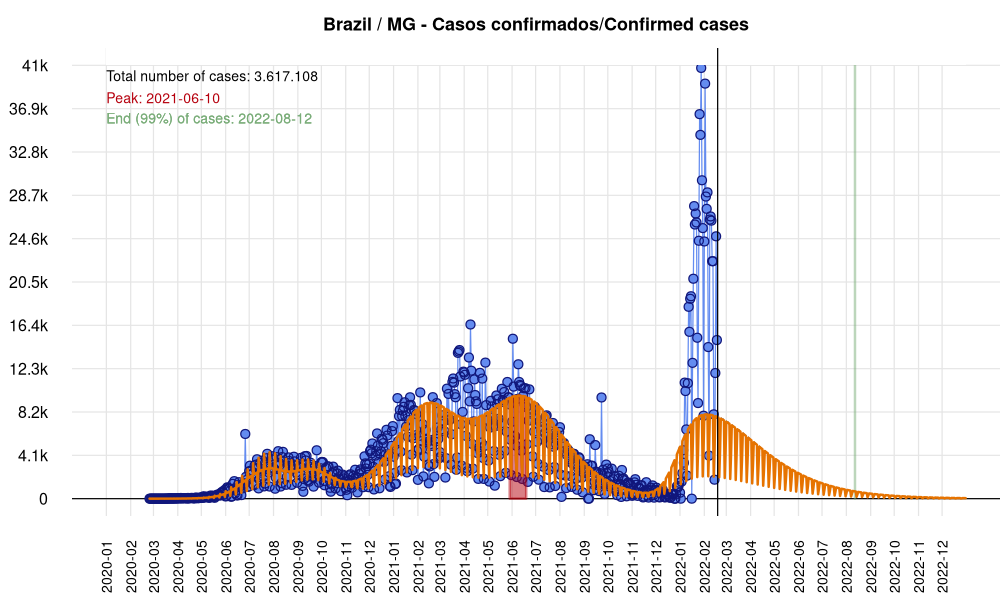 Brazil / MG - Casos confirmados/Confirmed cases
Total number of cases: 3.617.108
Peak: 2021-06-10
End (99%) of cases: 2022-08-12
41k
36.9k
32.8k
28.7k
24.6k
20.5k
16.4k
12.3k
8.2k
4.1k
0
2020-01
2020-02
2020-03
2020-04
2020-05
2020-06
2020-07
2020-08
2020-09
2020-10
2020-11
2020-12
2021-01
2021-02
2021-03
2021-04
2021-05
2021-06
2021-07
2021-08
2021-09
2021-10
2021-11
2021-12
2022-01
2022-02
2022-03
2022-04
2022-05
2022-06
2022-07
2022-08
2022-09
2022-10
2022-11
2022-12